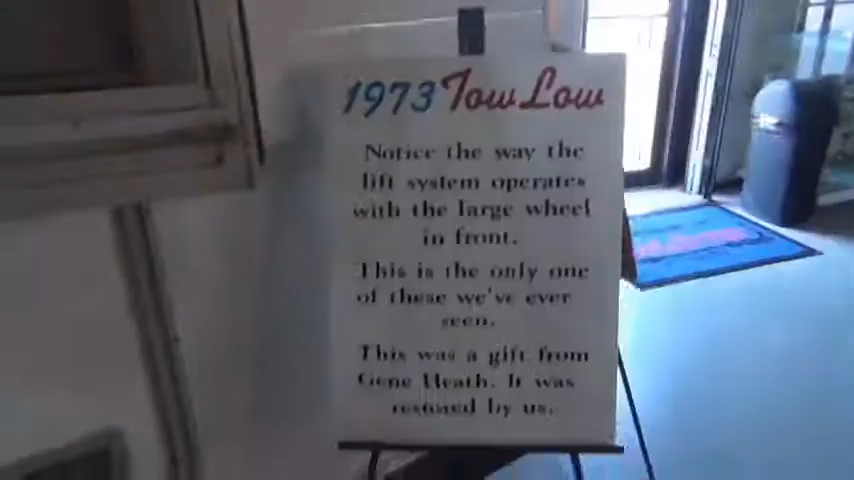 1973 Tow Low
Notice the way the
lift system operates
with the large wheel
in front.
This is the only one
of these we've ever
seen.
This was a gift from
Gene Heath. It was
restored by us.